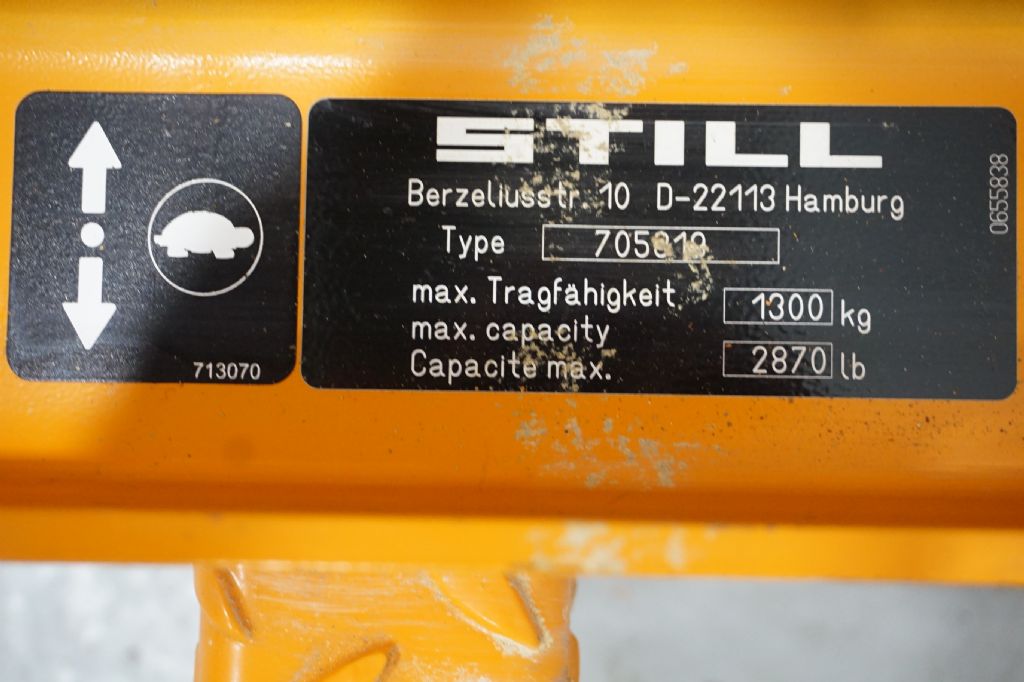 STILL
Berzeliusstr. 10 D-22113 Hamburg
Type
max. Tragfähigkeit
max. capacity
Capacite max.
1300 kg
2870 lb
0655838
713070